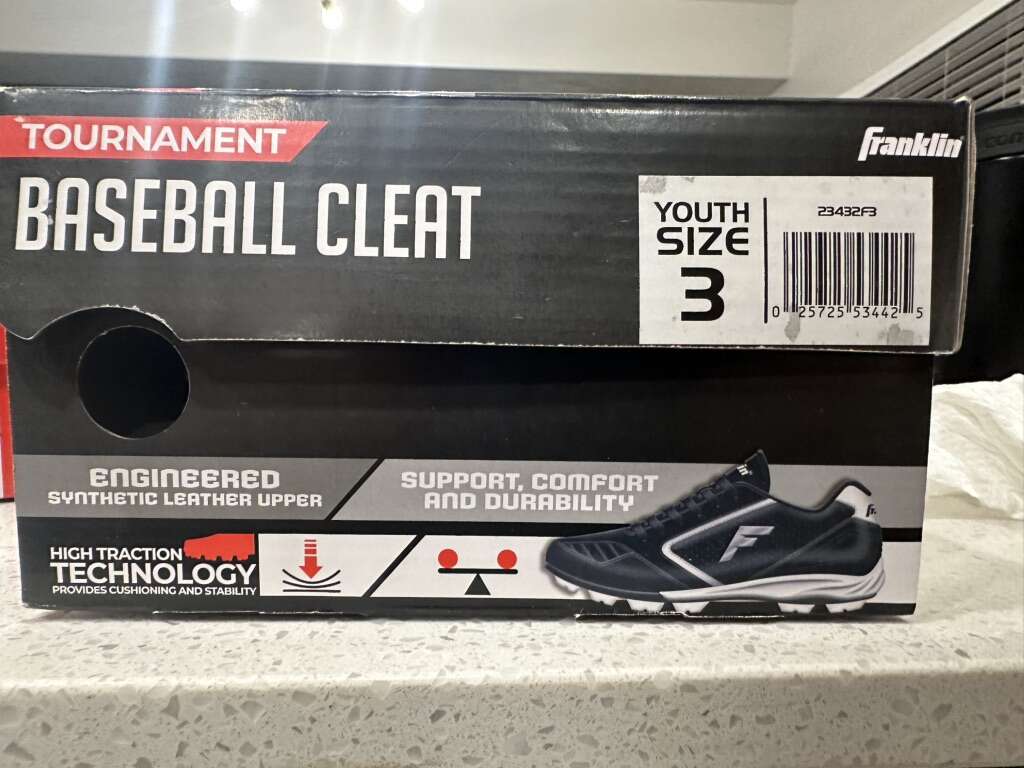 TOURNAMENT
BASEBALL CLEAT
franklin
YOUTH
SIZE
3
23432F3
0 25725 53442 5
ENGINEERED
SYNTHETIC LEATHER UPPER
SUPPORT, COMFORT
AND DURABILITY
HIGH TRACTION
TECHNOLOGY
PROVIDES CUSHIONING AND STABILITY
F
fr.